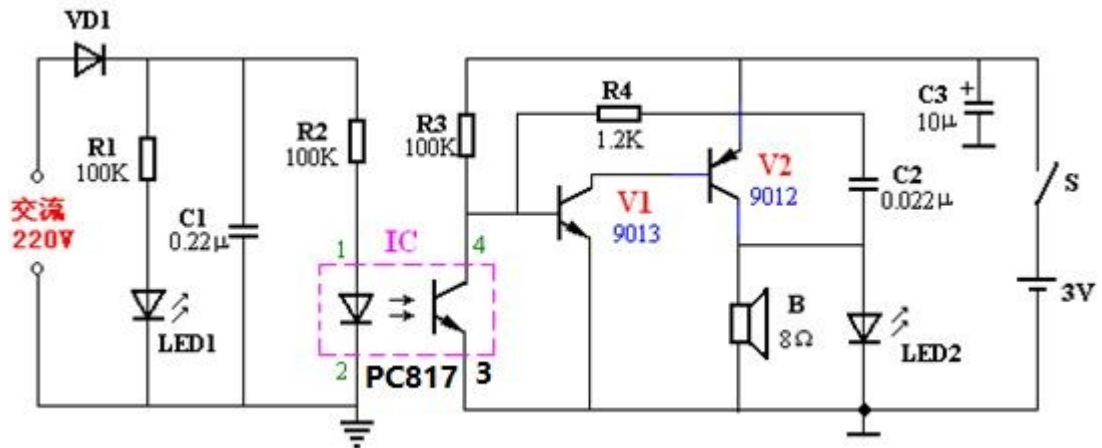 VD1
R1
100K
交流
220V
C1
0.22μ
LED1
R2
100K
R3
100K
IC
1
4
2
PC817
3
R4
1.2K
V1
9013
V2
9012
C3
+
10μ
C2
0.022μ
S
3V
B
8Ω
LED2